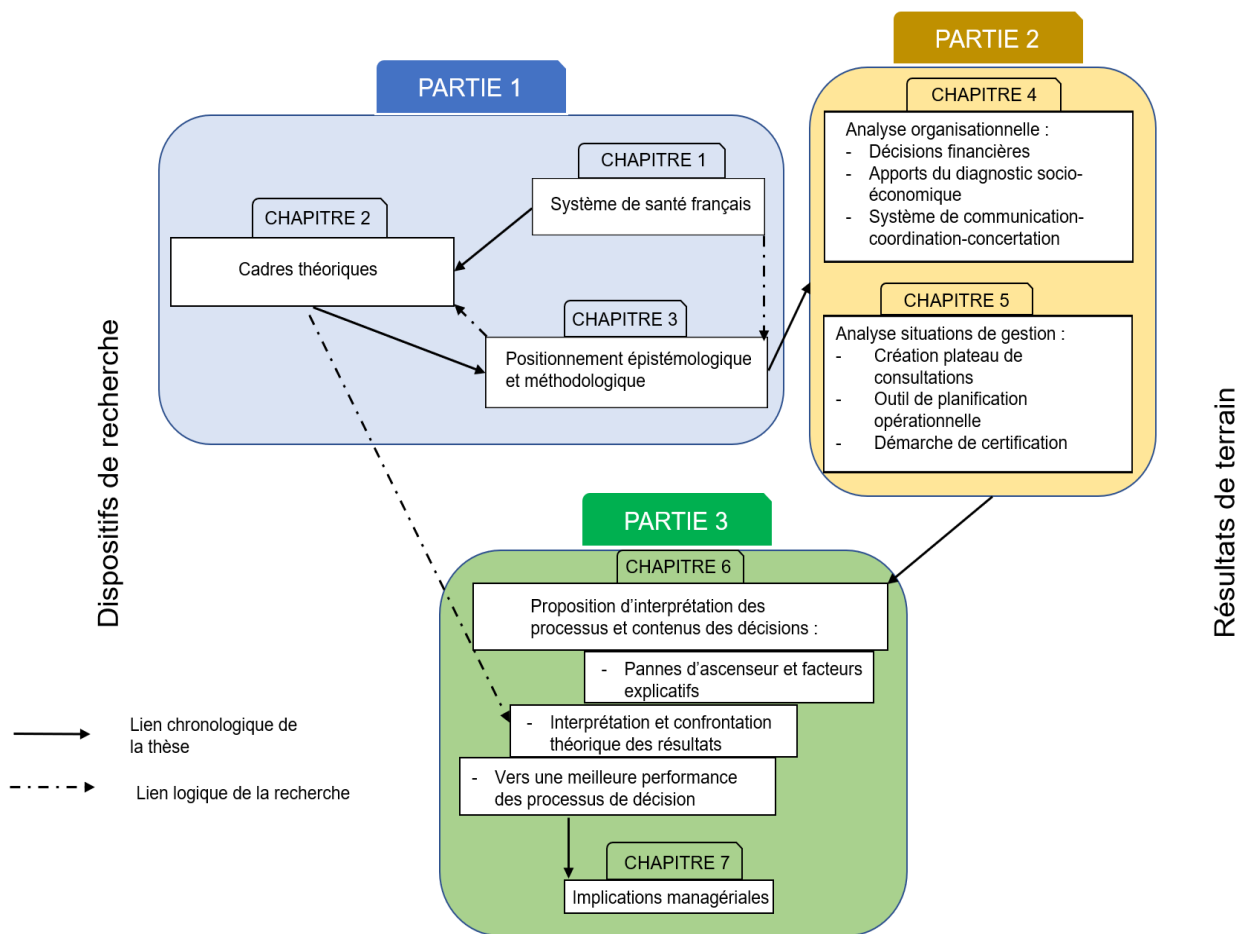 PARTIE 1
CHAPITRE 1
Système de santé français
CHAPITRE 2
Cadres théoriques
CHAPITRE 3
Positionnement épistémologique
et méthodologique
PARTIE 2
CHAPITRE 4
Analyse organisationnelle :
- Décisions financières
- Apports du diagnostic socio-
économique
- Système de communication-
coordination-concertation
CHAPITRE 5
Analyse situations de gestion :
- Création plateau de
consultations
- Outil de planification
opérationnelle
- Démarche de certification
PARTIE 3
CHAPITRE 6
Proposition d'interprétation des
processus et contenus des décisions :
- Pannes d'ascenseur et facteurs
explicatifs
- Interprétation et confrontation
théorique des résultats
- Vers une meilleure performance
des processus de décision
CHAPITRE 7
Implications managériales
Dispositifs de recherche
Résultats de terrain
Lien chronologique de
la thèse
Lien logique de la recherche